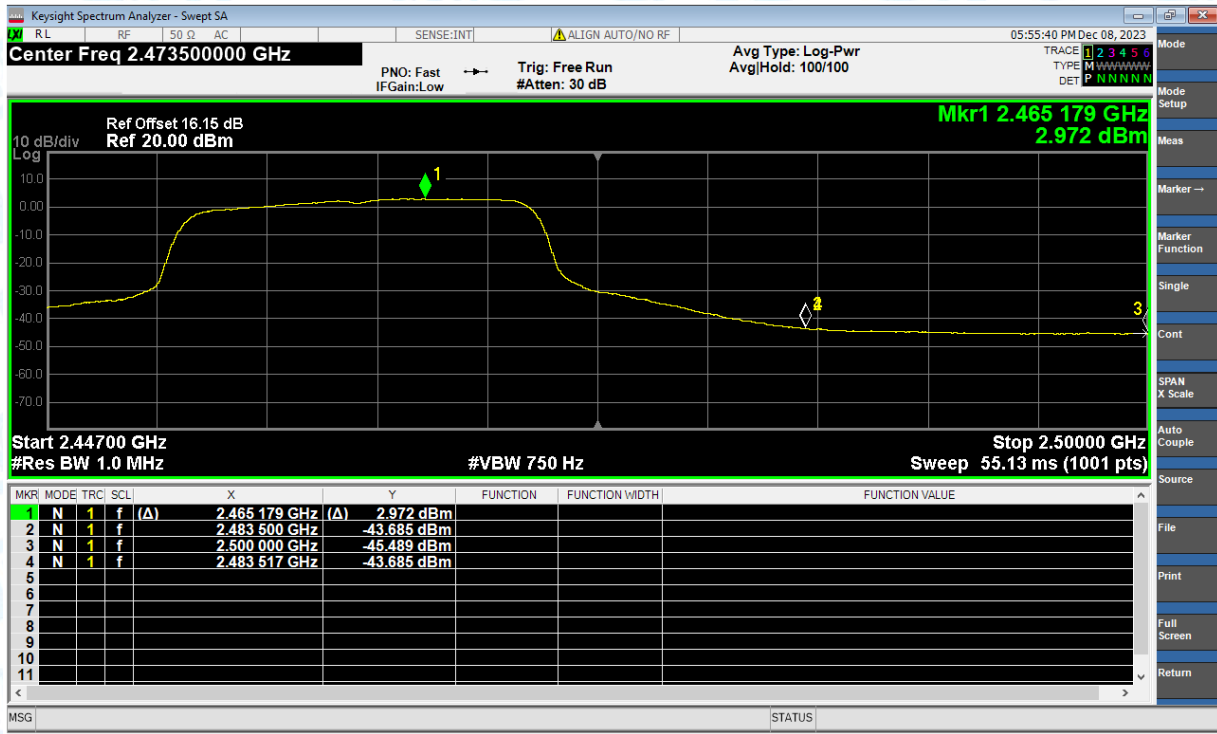 Keysight Spectrum Analyzer - Swept SA
LXI RL RF 50 Ω AC SENSE:INT ALIGN AUTO/NO RF 05:55:40 PM Dec 08, 2023
Center Freq 2.473500000 GHz
PNO: Fast
IFGain:Low
Trig: Free Run
#Atten: 30 dB
Avg Type: Log-Pwr
Avg|Hold: 100/100
TRACE 1 2 3 4 5 6
TYPE M WWWWW
DET P N N N N N
Mkr1 2.465 179 GHz
2.972 dBm
Ref Offset 16.15 dB
10 dB/div Ref 20.00 dBm
Log
10.0
0.00
-10.0
-20.0
-30.0
-40.0
-50.0
-60.0
-70.0
1
3
Start 2.44700 GHz Stop 2.50000 GHz
#Res BW 1.0 MHz #VBW 750 Hz Sweep 55.13 ms (1001 pts)
MKR MODE TRC SCL X Y FUNCTION FUNCTION WIDTH FUNCTION VALUE
1 N 1 f (Δ) 2.465 179 GHz (Δ) 2.972 dBm
2 N 1 f 2.483 500 GHz -43.685 dBm
3 N 1 f 2.500 000 GHz -45.489 dBm
4 N 1 f 2.483 517 GHz -43.685 dBm
5
6
7
8
9
10
11
MSG STATUS
Mode
Mode
Setup
Meas
Marker →
Marker
Function
Single
Cont
SPAN
X Scale
Auto
Couple
Source
File
Print
Full
Screen
Return